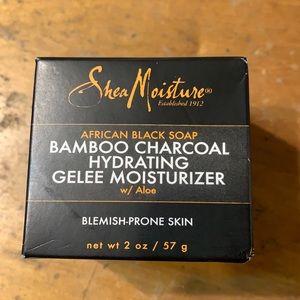 SheaMoisture®
Established 1912
AFRICAN BLACK SOAP
BAMBOO CHARCOAL
HYDRATING
GELEE MOISTURIZER
w/ Aloe
BLEMISH-PRONE SKIN
net wt 2 oz / 57 g